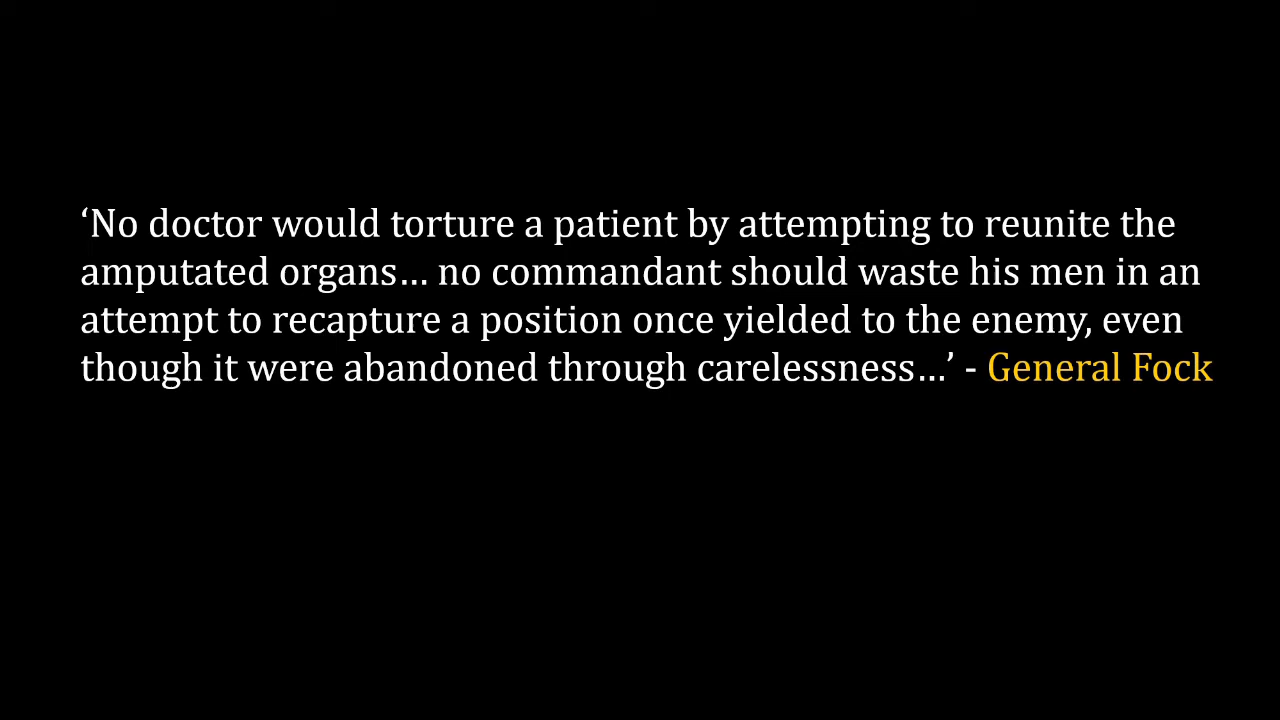 ‘No doctor would torture a patient by attempting to reunite the
amputated organs… no commandant should waste his men in an
attempt to recapture a position once yielded to the enemy, even
though it were abandoned through carelessness…’ - General Fock